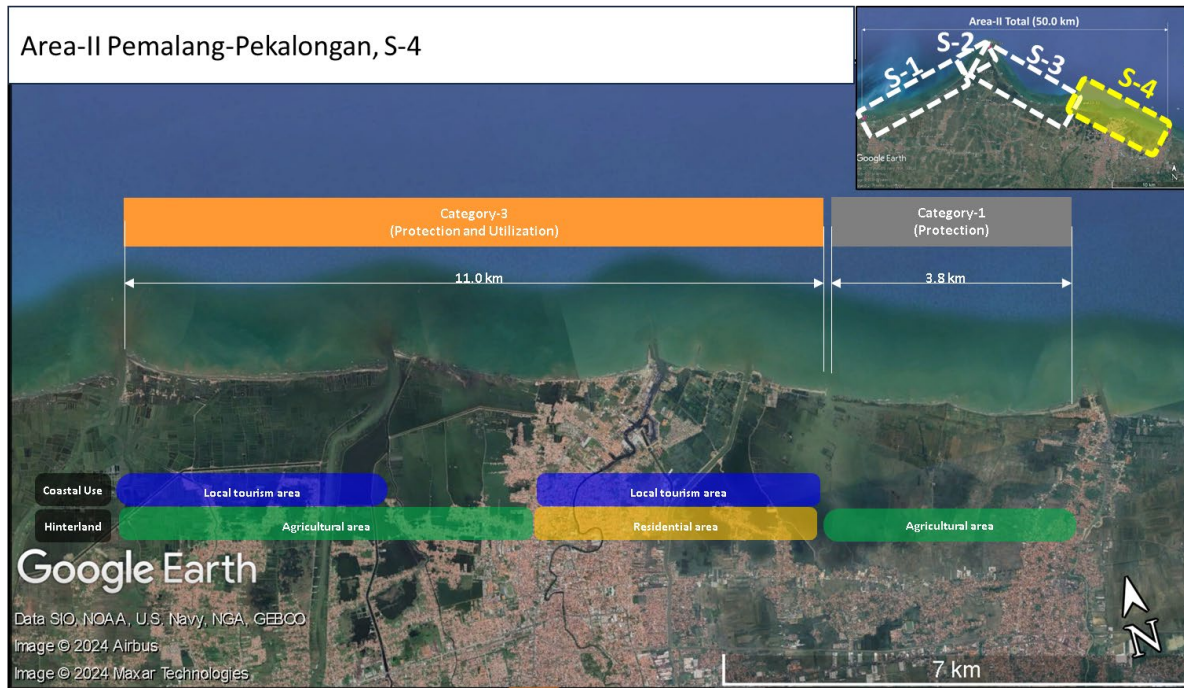 Area-II Pemalang-Pekalongan, S-4
Area-II Total (50.0 km)
S-1
S-2
S-3
S-4
Google Earth
N
10 km
Category-3
(Protection and Utilization)
Category-1
(Protection)
11.0 km
3.8 km
Coastal Use
Local tourism area
Local tourism area
Hinterland
Agricultural area
Residential area
Agricultural area
Google Earth
Data SIO, NOAA, U.S. Navy, NGA, GEBCO
Image © 2024 Airbus
Image © 2024 Maxar Technologies
N
7 km